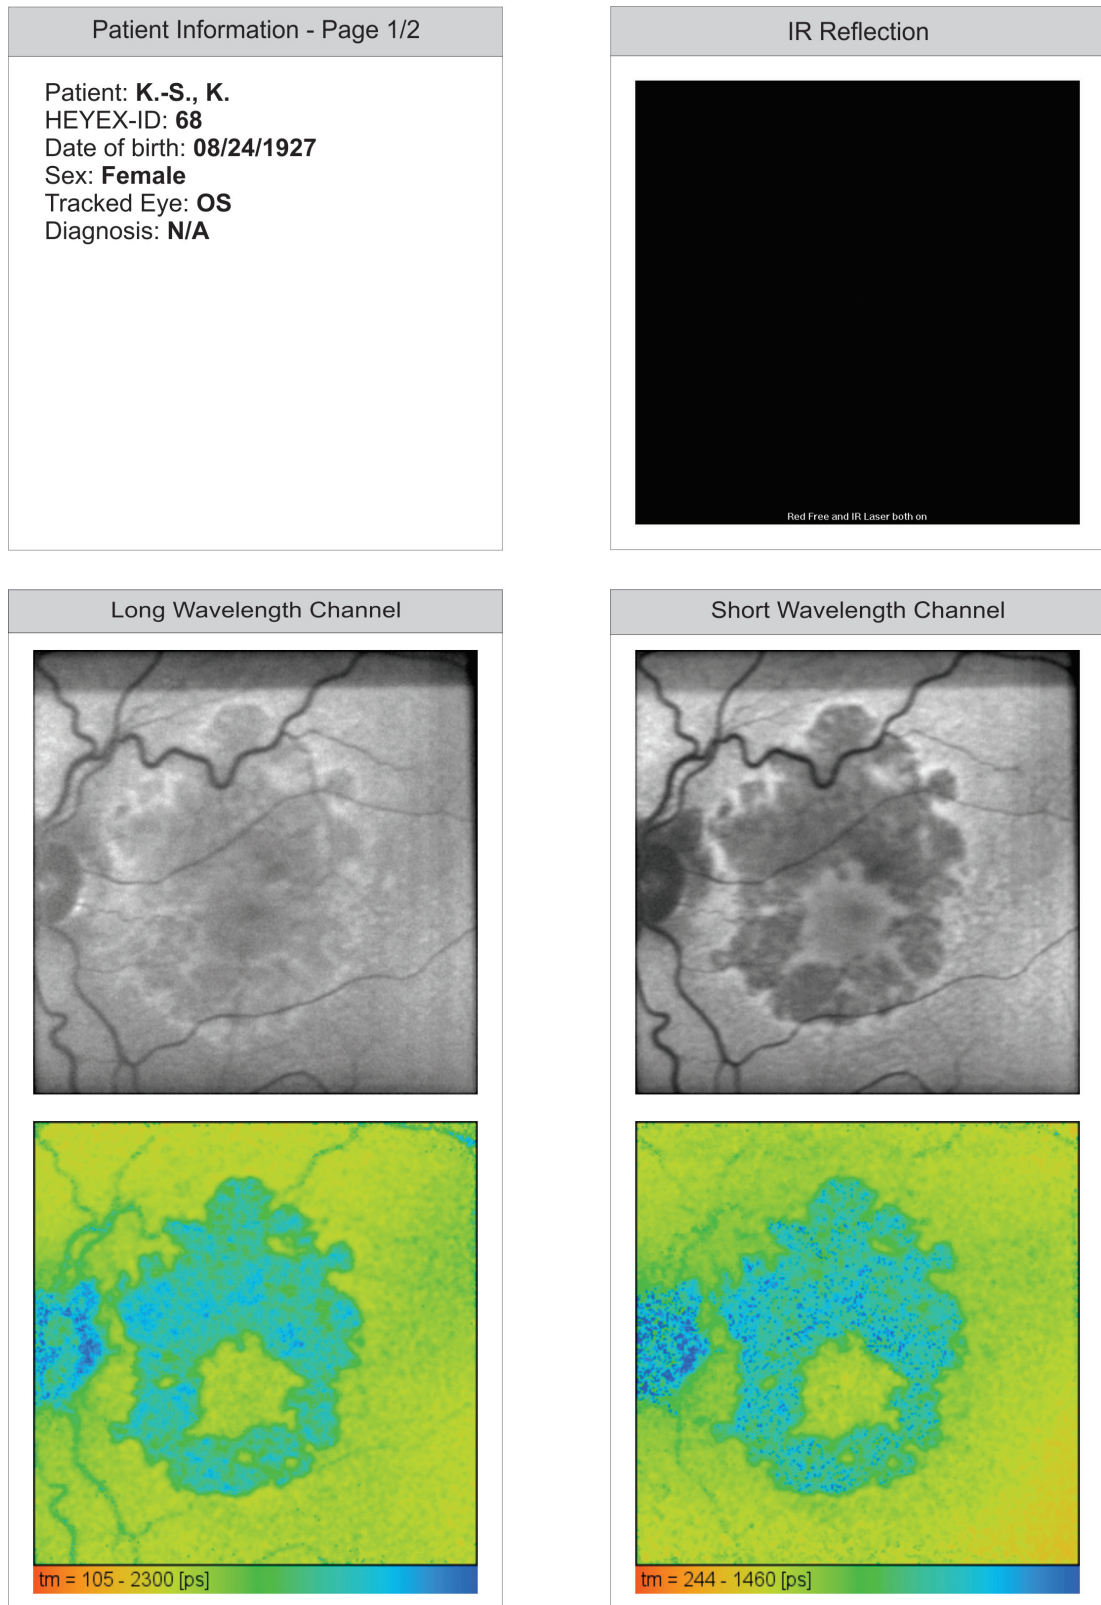 Patient Information - Page 1/2
Patient: K.-S., K.
HEYEX-ID: 68
Date of birth: 08/24/1927
Sex: Female
Tracked Eye: OS
Diagnosis: N/A
IR Reflection
Red Free and IR Laser both on
Long Wavelength Channel
tm = 105 - 2300 [ps]
Short Wavelength Channel
tm = 244 - 1460 [ps]